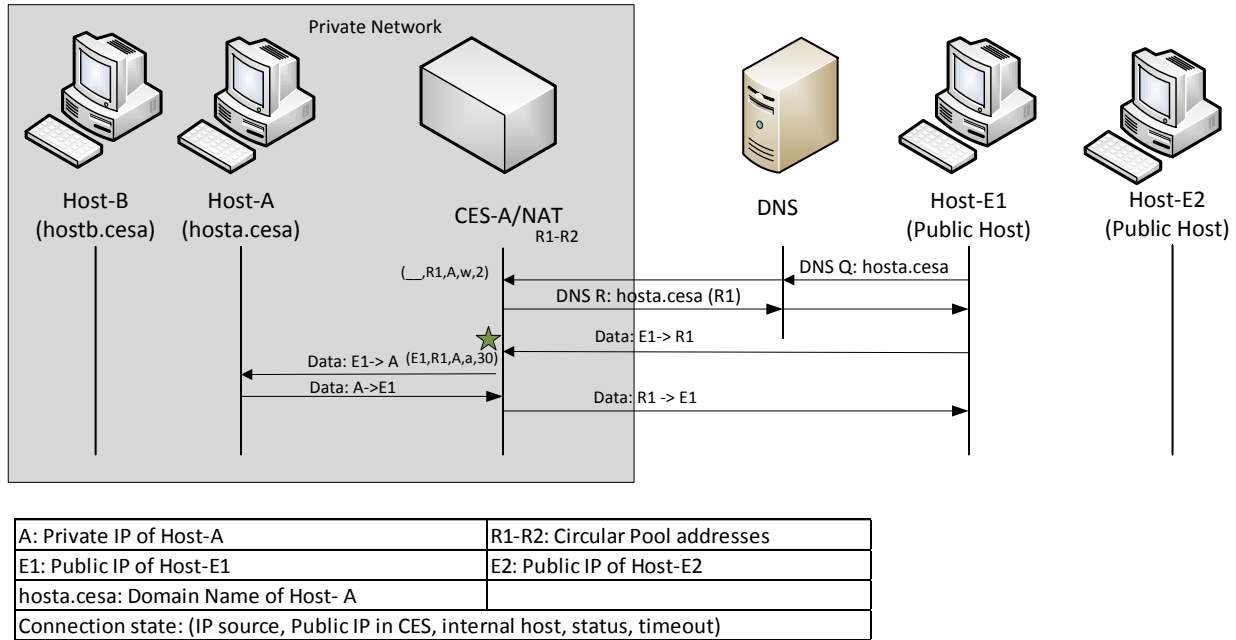 Private Network
Host-B
(hostb.cesa)
Host-A
(hosta.cesa)
CES-A/NAT
R1-R2
DNS
Host-E1
(Public Host)
Host-E2
(Public Host)
(__,R1,A,w,2)
DNS Q: hosta.cesa
DNS R: hosta.cesa (R1)
Data: E1-> R1
Data: E1-> A
(E1,R1,A,a,30)
Data: A->E1
Data: R1 -> E1
A: Private IP of Host-A
R1-R2: Circular Pool addresses
E1: Public IP of Host-E1
E2: Public IP of Host-E2
hosta.cesa: Domain Name of Host- A
Connection state: (IP source, Public IP in CES, internal host, status, timeout)